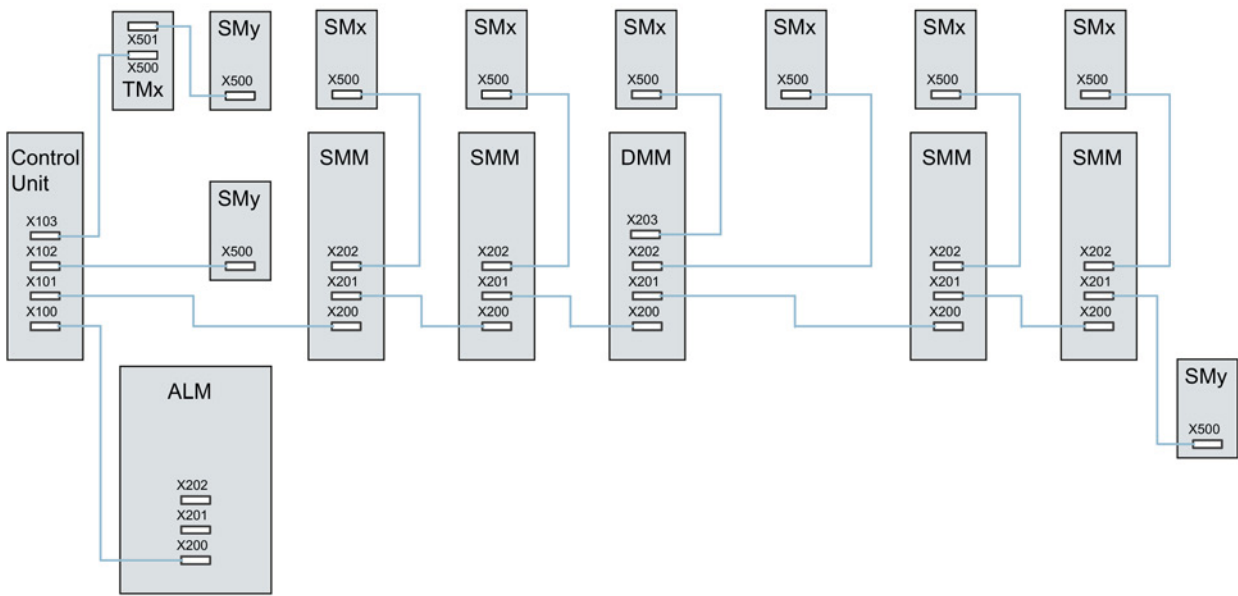 X501
X500
TMx
SMy
X500
SMx
X500
SMx
X500
SMx
X500
SMx
X500
SMx
X500
SMx
X500
Control
Unit
X103
X102
X101
X100
SMy
X500
SMM
X202
X201
X200
SMM
X202
X201
X200
DMM
X203
X202
X201
X200
SMM
X202
X201
X200
SMM
X202
X201
X200
SMy
X500
ALM
X202
X201
X200